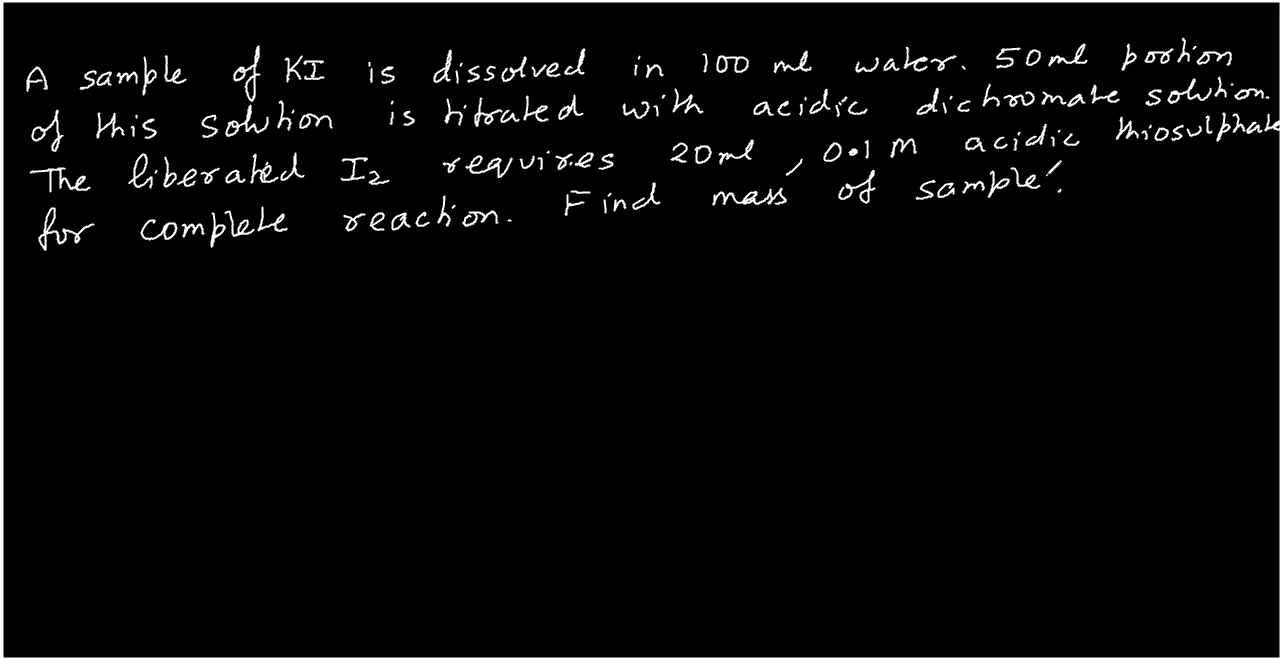 A sample of KI is dissolved in 100 ml water. 50ml portion
of this solution is titrated with acidic dichromate solution.
The liberated I₂ requires 20ml, 0.1 M acidic thiosulphate
for complete reaction. Find mass of sample.